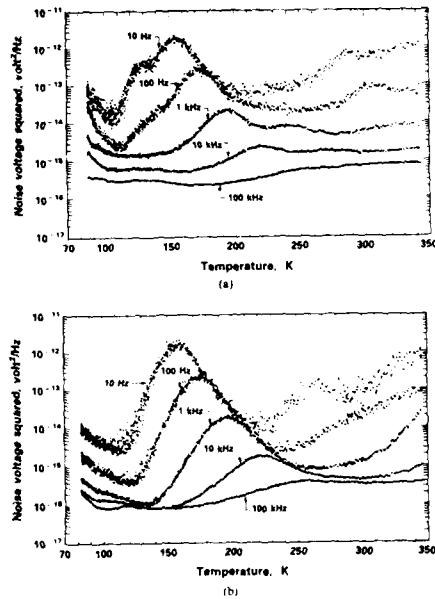 Noise voltage squared, volt²/Hz
10⁻¹¹
10⁻¹²
10⁻¹³
10⁻¹⁴
10⁻¹⁵
10⁻¹⁶
10⁻¹⁷
10 Hz
100 Hz
1 kHz
10 kHz
100 kHz
70 100 150 200 250 300 350
Temperature, K
(a)
Noise voltage squared, volt²/Hz
10⁻¹¹
10⁻¹²
10⁻¹³
10⁻¹⁴
10⁻¹⁵
10⁻¹⁶
10⁻¹⁷
10 Hz
100 Hz
1 kHz
10 kHz
100 kHz
70 100 150 200 250 300 350
Temperature, K
(b)